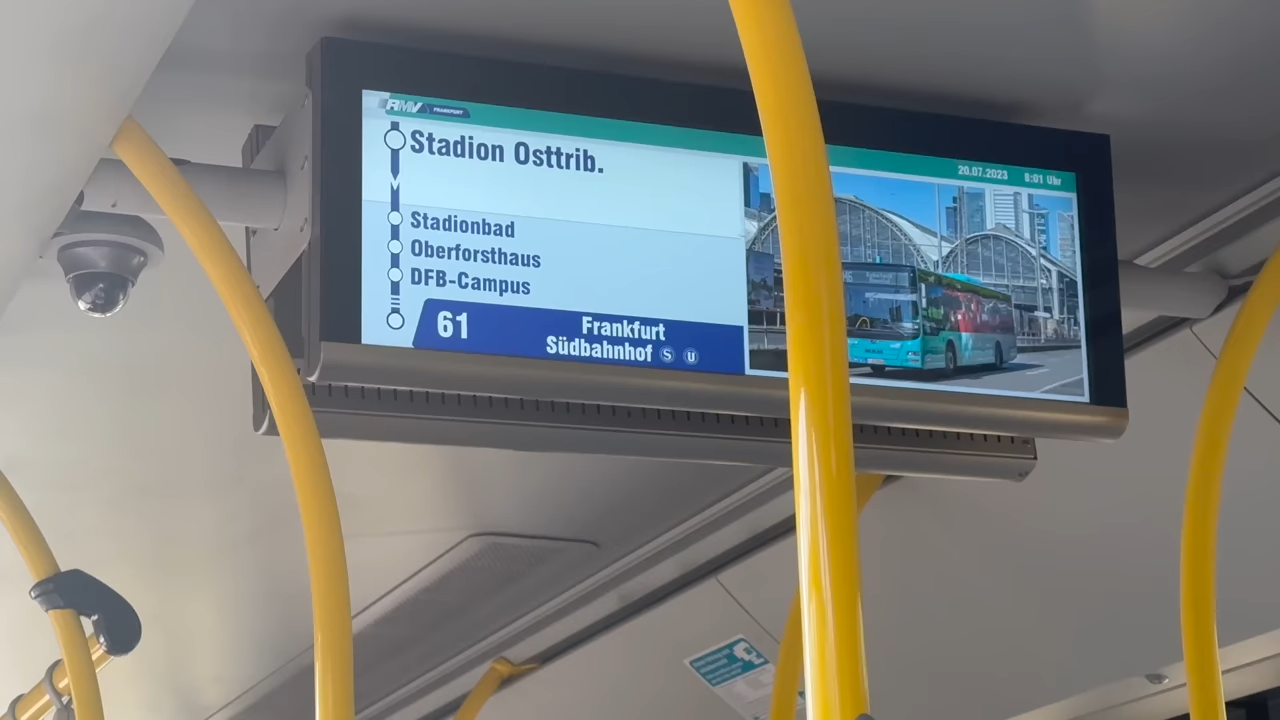 RMV FRANKFURT
20.07.2023 8:01 Uhr
Stadion Osttrib.
Stadionbad
Oberforsthaus
DFB-Campus
61
Frankfurt
Südbahnhof S U